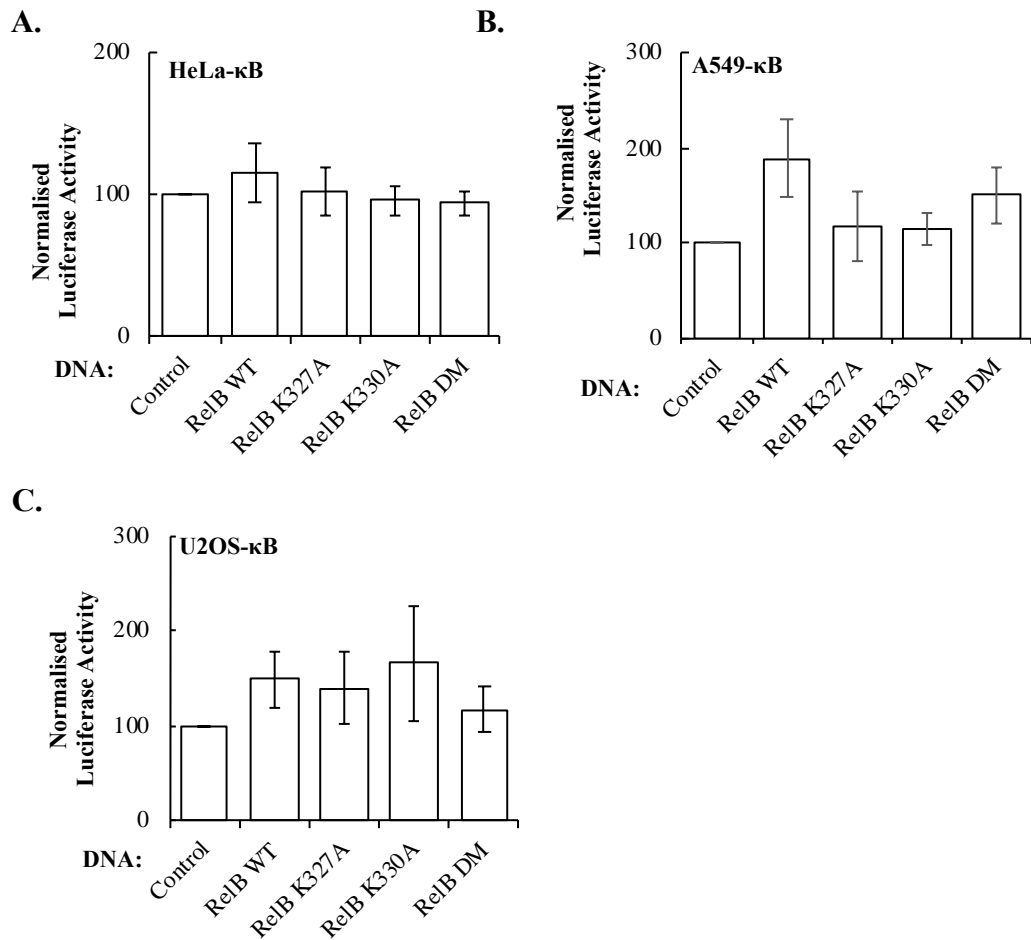 A.
HeLa-κB
Normalised
Luciferase Activity
200
100
0
DNA:
Control
RelB WT
RelB K327A
RelB K330A
RelB DM
B.
A549-κB
Normalised
Luciferase Activity
300
200
100
0
DNA:
Control
RelB WT
RelB K327A
RelB K330A
RelB DM
C.
U2OS-κB
Normalised
Luciferase Activity
300
200
100
0
DNA:
Control
RelB WT
RelB K327A
RelB K330A
RelB DM